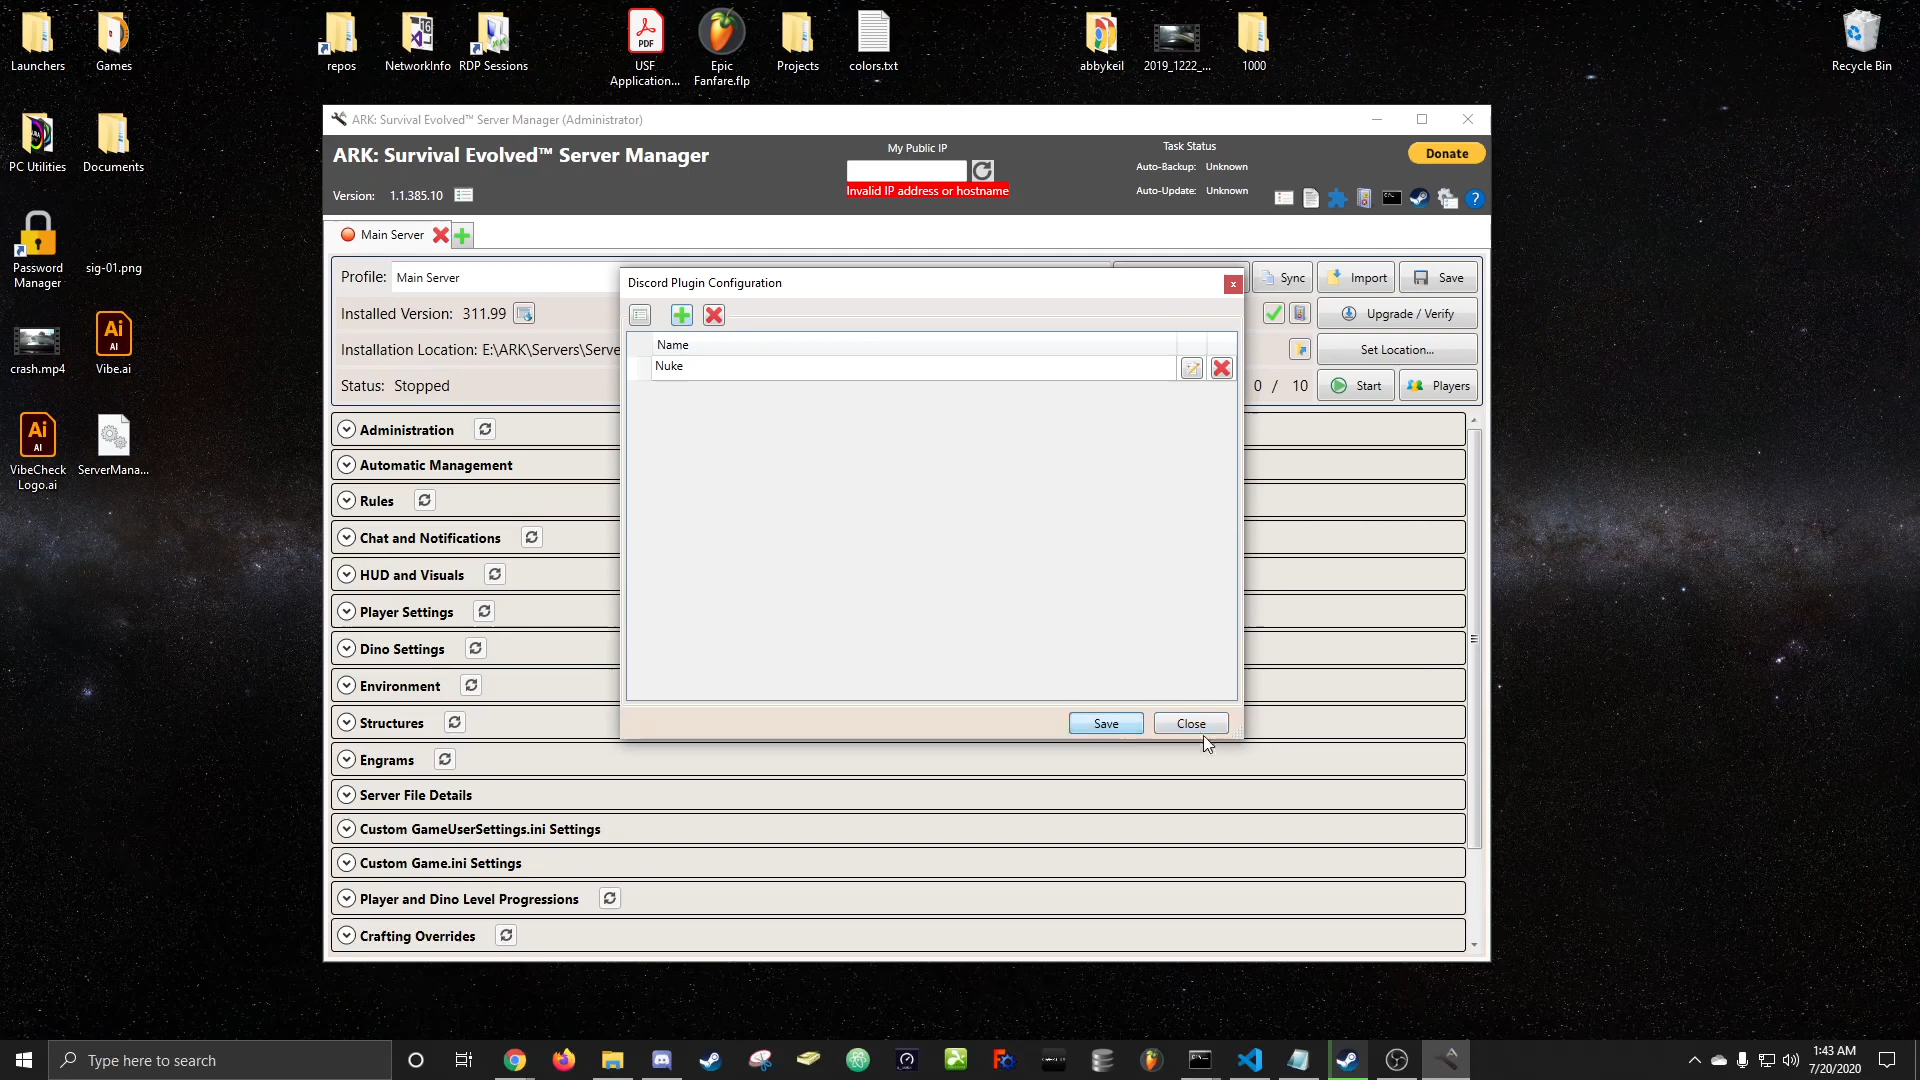 Launchers
Games
repos
NetworkInfo
RDP Sessions
USF
Application...
Epic
Fanfare.flp
Projects
colors.txt
abbykeil
2019_1222_...
1000
Recycle Bin
PC Utilities
Documents
Password
Manager
sig-01.png
crash.mp4
Vibe.ai
VibeCheck
Logo.ai
ServerMana...
ARK: Survival Evolved™ Server Manager (Administrator)
ARK: Survival Evolved™ Server Manager
My Public IP
Task Status
Donate
Auto-Backup: Unknown
Invalid IP address or hostname
Auto-Update: Unknown
Version: 1.1.385.10
Main Server
Profile: Main Server
Sync
Import
Save
Installed Version: 311.99
Upgrade / Verify
Installation Location: E:\ARK\Servers\Serve
Set Location...
Status: Stopped
0 / 10
Start
Players
Discord Plugin Configuration
x
Name
Nuke
Save
Close
Administration
Automatic Management
Rules
Chat and Notifications
HUD and Visuals
Player Settings
Dino Settings
Environment
Structures
Engrams
Server File Details
Custom GameUserSettings.ini Settings
Custom Game.ini Settings
Player and Dino Level Progressions
Crafting Overrides
Type here to search
1:43 AM
7/20/2020